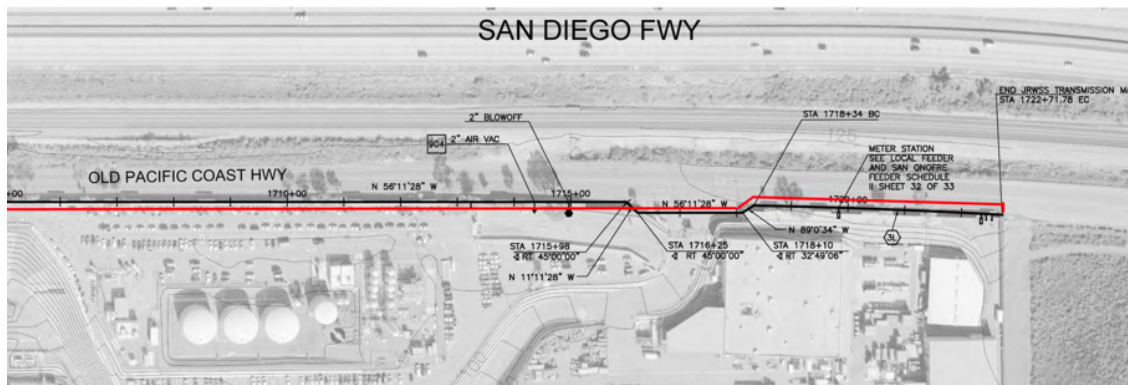 SAN DIEGO FWY
END JRWSS TRANSMISSION MA
STA 1722+71.78 EC
2" BLOWOFF
STA 1718+34 BC
125
904
2" AIR VAC
METER STATION
SEE LOCAL FEEDER
AND SAN ONOFRE
FEEDER SCHEDULE
II SHEET 32 OF 33
OLD PACIFIC COAST HWY
N 56°11'28" W
+00
1710+00
1715+00
N 56°11'28" W
1720+00
N 89°0'34" W
3L
STA 1715+98
∢ RT 45°00'00"
STA 1716+25
∢ RT 45°00'00"
STA 1718+10
∢ RT 32°49'06"
N 11°11'28" W